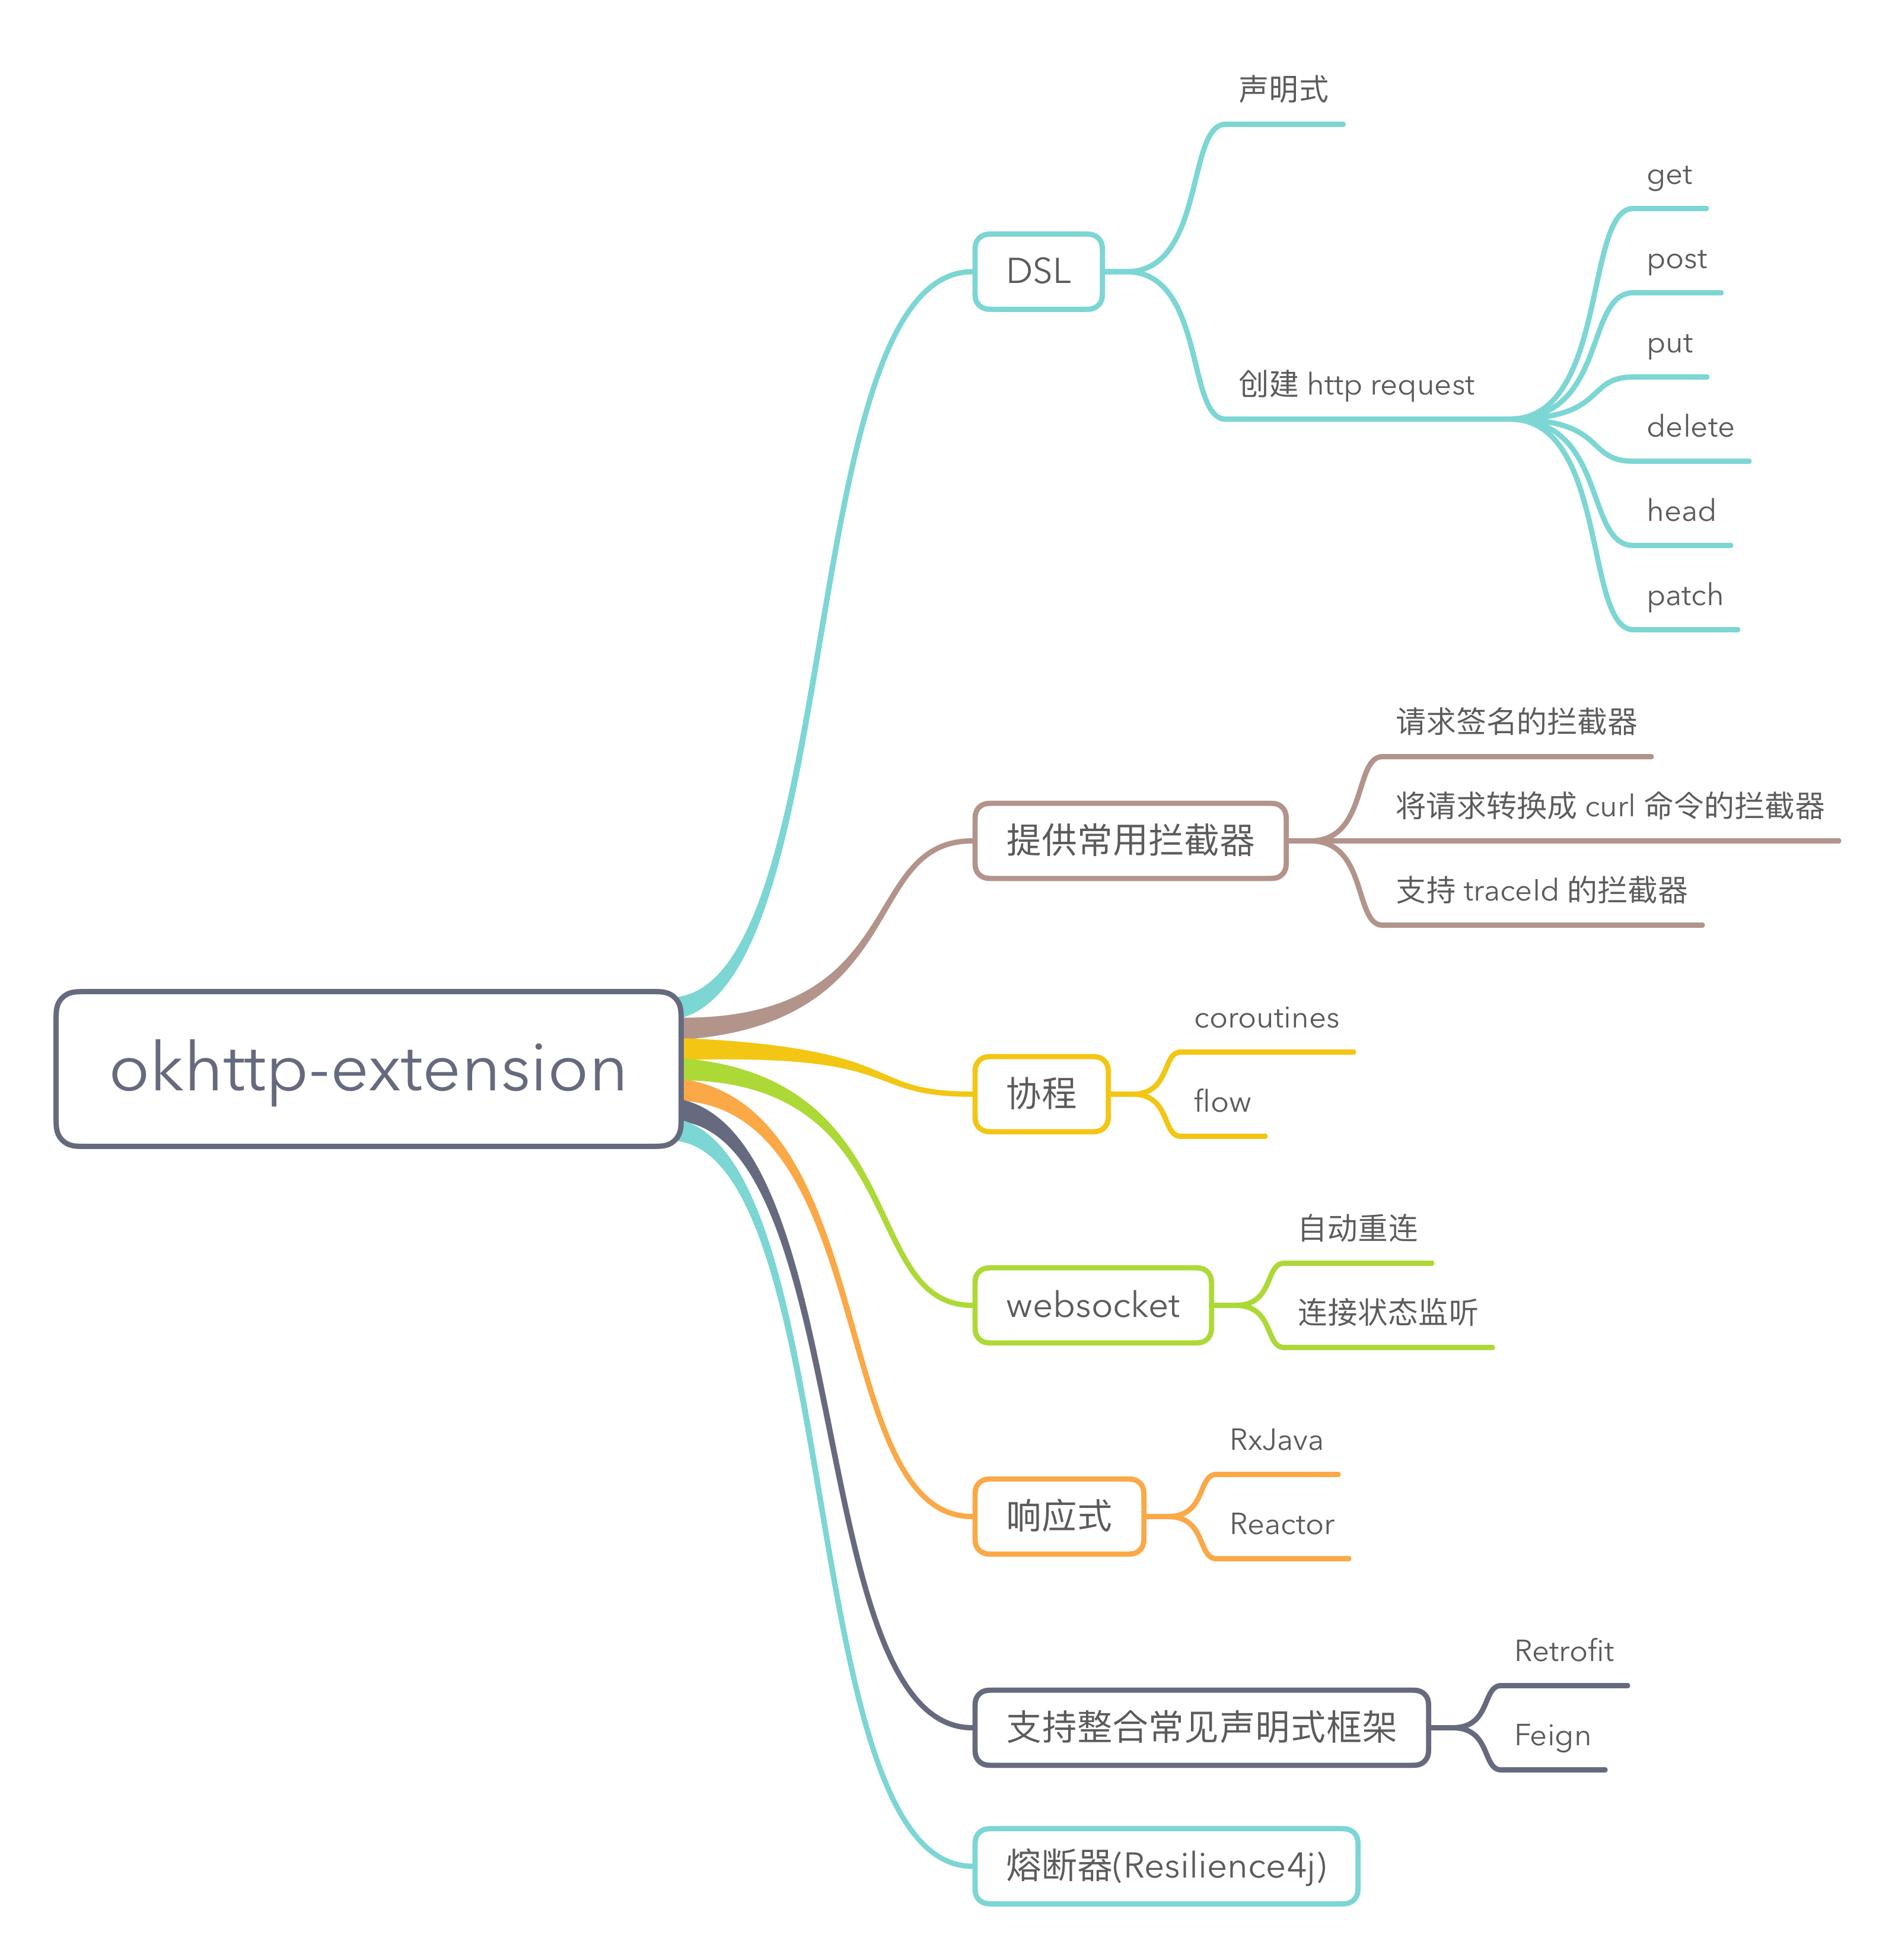 okhttp-extension
DSL
声明式
创建 http request
get
post
put
delete
head
patch
提供常用拦截器
请求签名的拦截器
将请求转换成 curl 命令的拦截器
支持 traceId 的拦截器
协程
coroutines
flow
websocket
自动重连
连接状态监听
响应式
RxJava
Reactor
支持整合常见声明式框架
Retrofit
Feign
熔断器(Resilience4j)